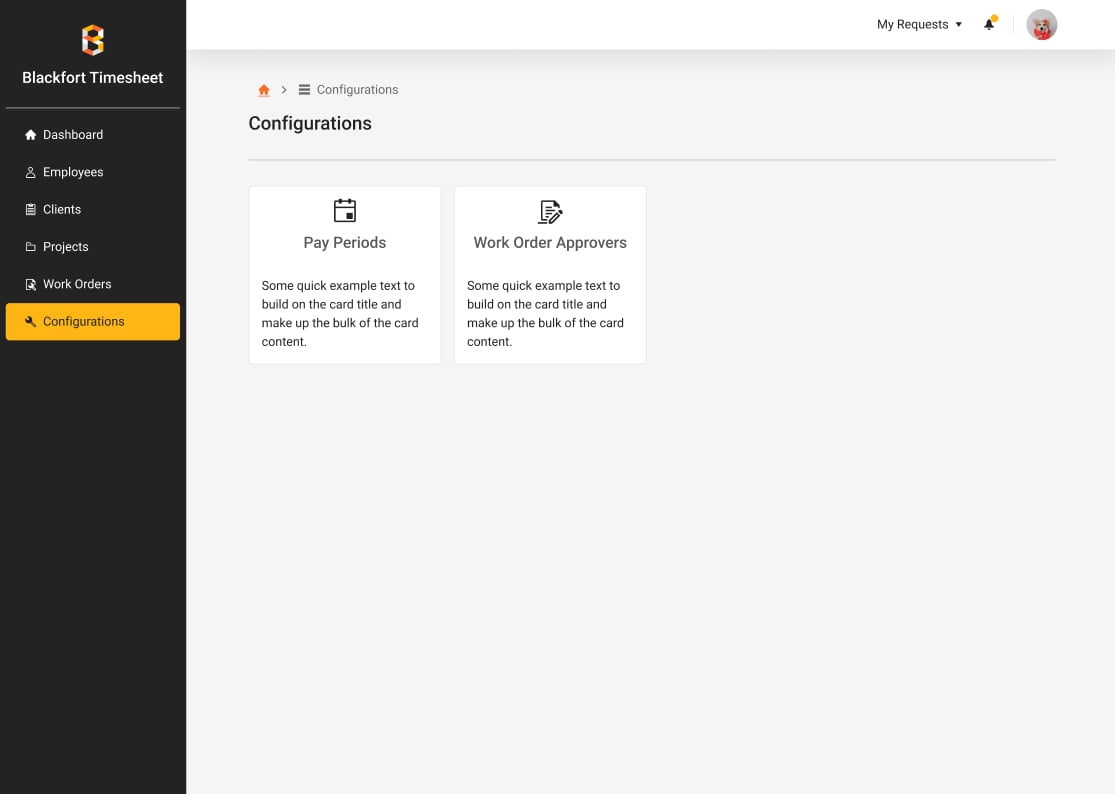 Blackfort Timesheet
Dashboard
Employees
Clients
Projects
Work Orders
Configurations
My Requests
Configurations
Configurations
Pay Periods
Some quick example text to
build on the card title and
make up the bulk of the card
content.
Work Order Approvers
Some quick example text to
build on the card title and
make up the bulk of the card
content.